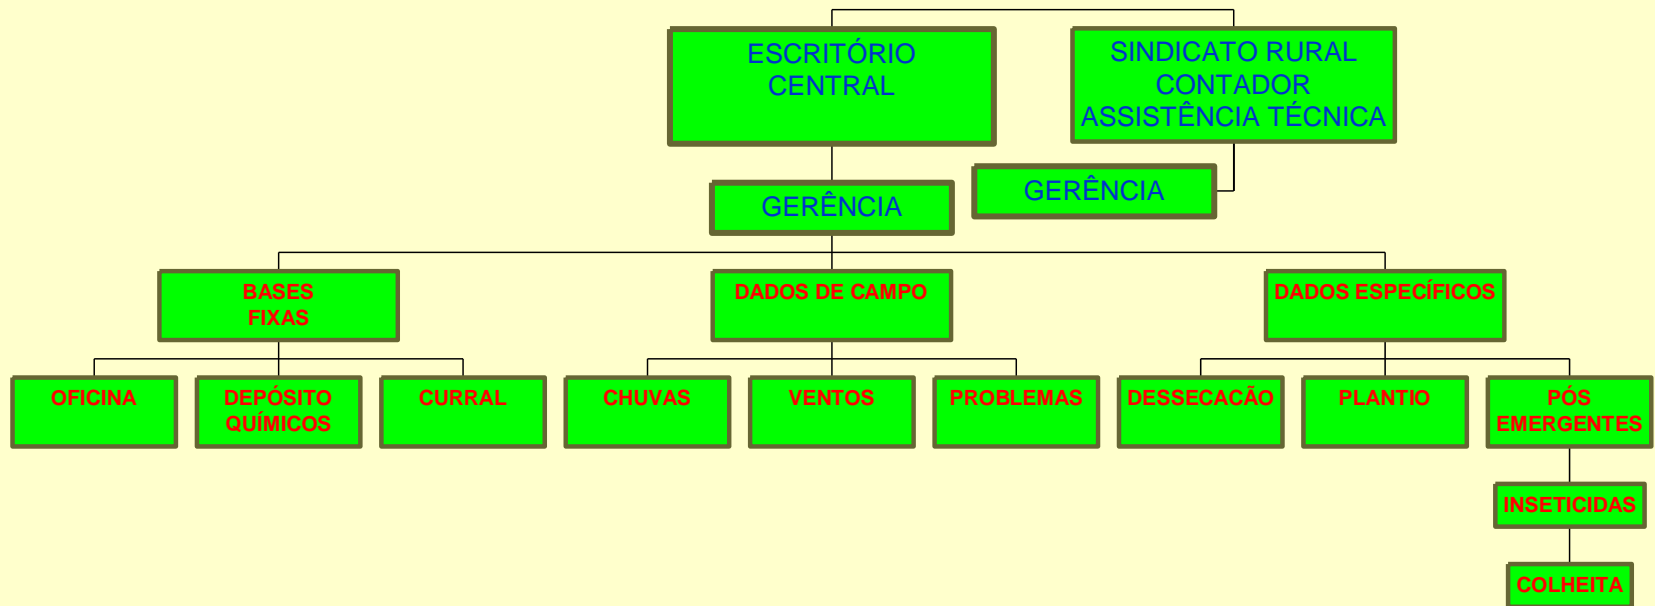 ESCRITÓRIO
CENTRAL
SINDICATO RURAL
CONTADOR
ASSISTÊNCIA TÉCNICA
GERÊNCIA
GERÊNCIA
BASES
FIXAS
DADOS DE CAMPO
DADOS ESPECÍFICOS
OFICINA
DEPÓSITO
QUÍMICOS
CURRAL
CHUVAS
VENTOS
PROBLEMAS
DESSECACÃO
PLANTIO
PÓS
EMERGENTES
INSETICIDAS
COLHEITA